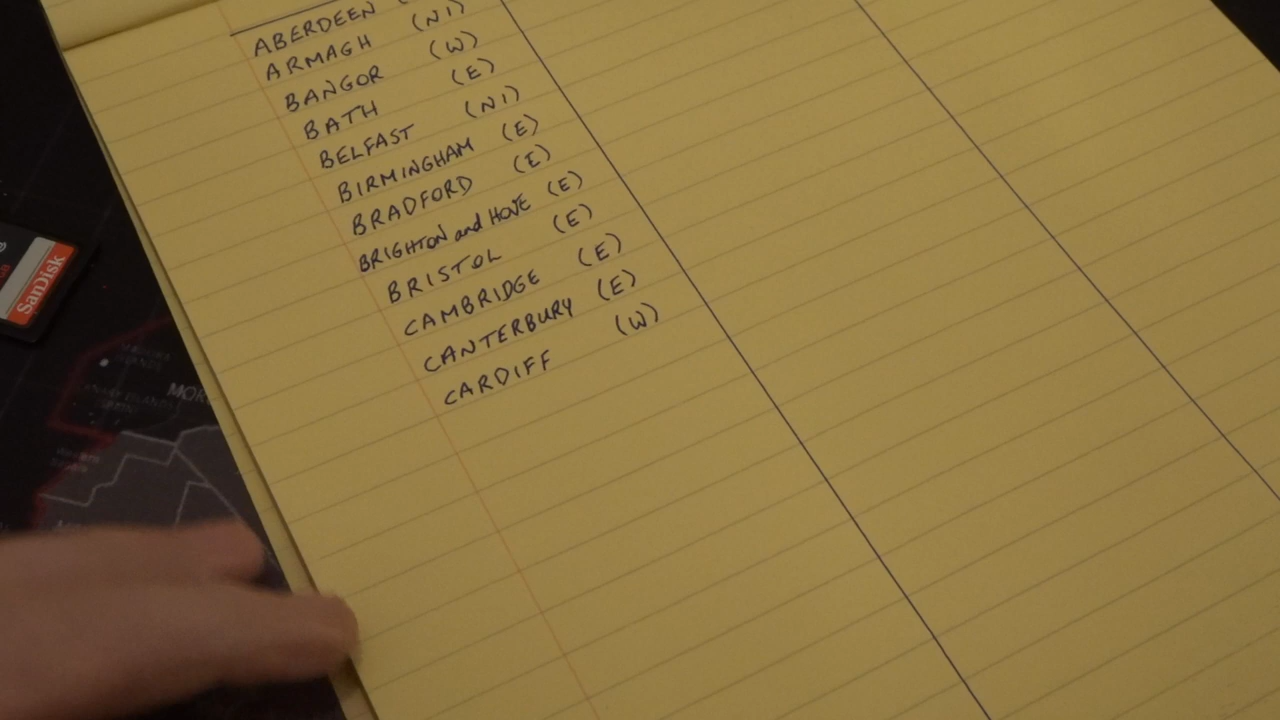 ABERDEEN
ARMAGH (NI)
BANGOR (W)
BATH (E)
BELFAST (NI)
BIRMINGHAM (E)
BRADFORD (E)
BRIGHTON and HOVE (E)
BRISTOL (E)
CAMBRIDGE (E)
CANTERBURY (E)
CARDIFF (W)
SanDisk